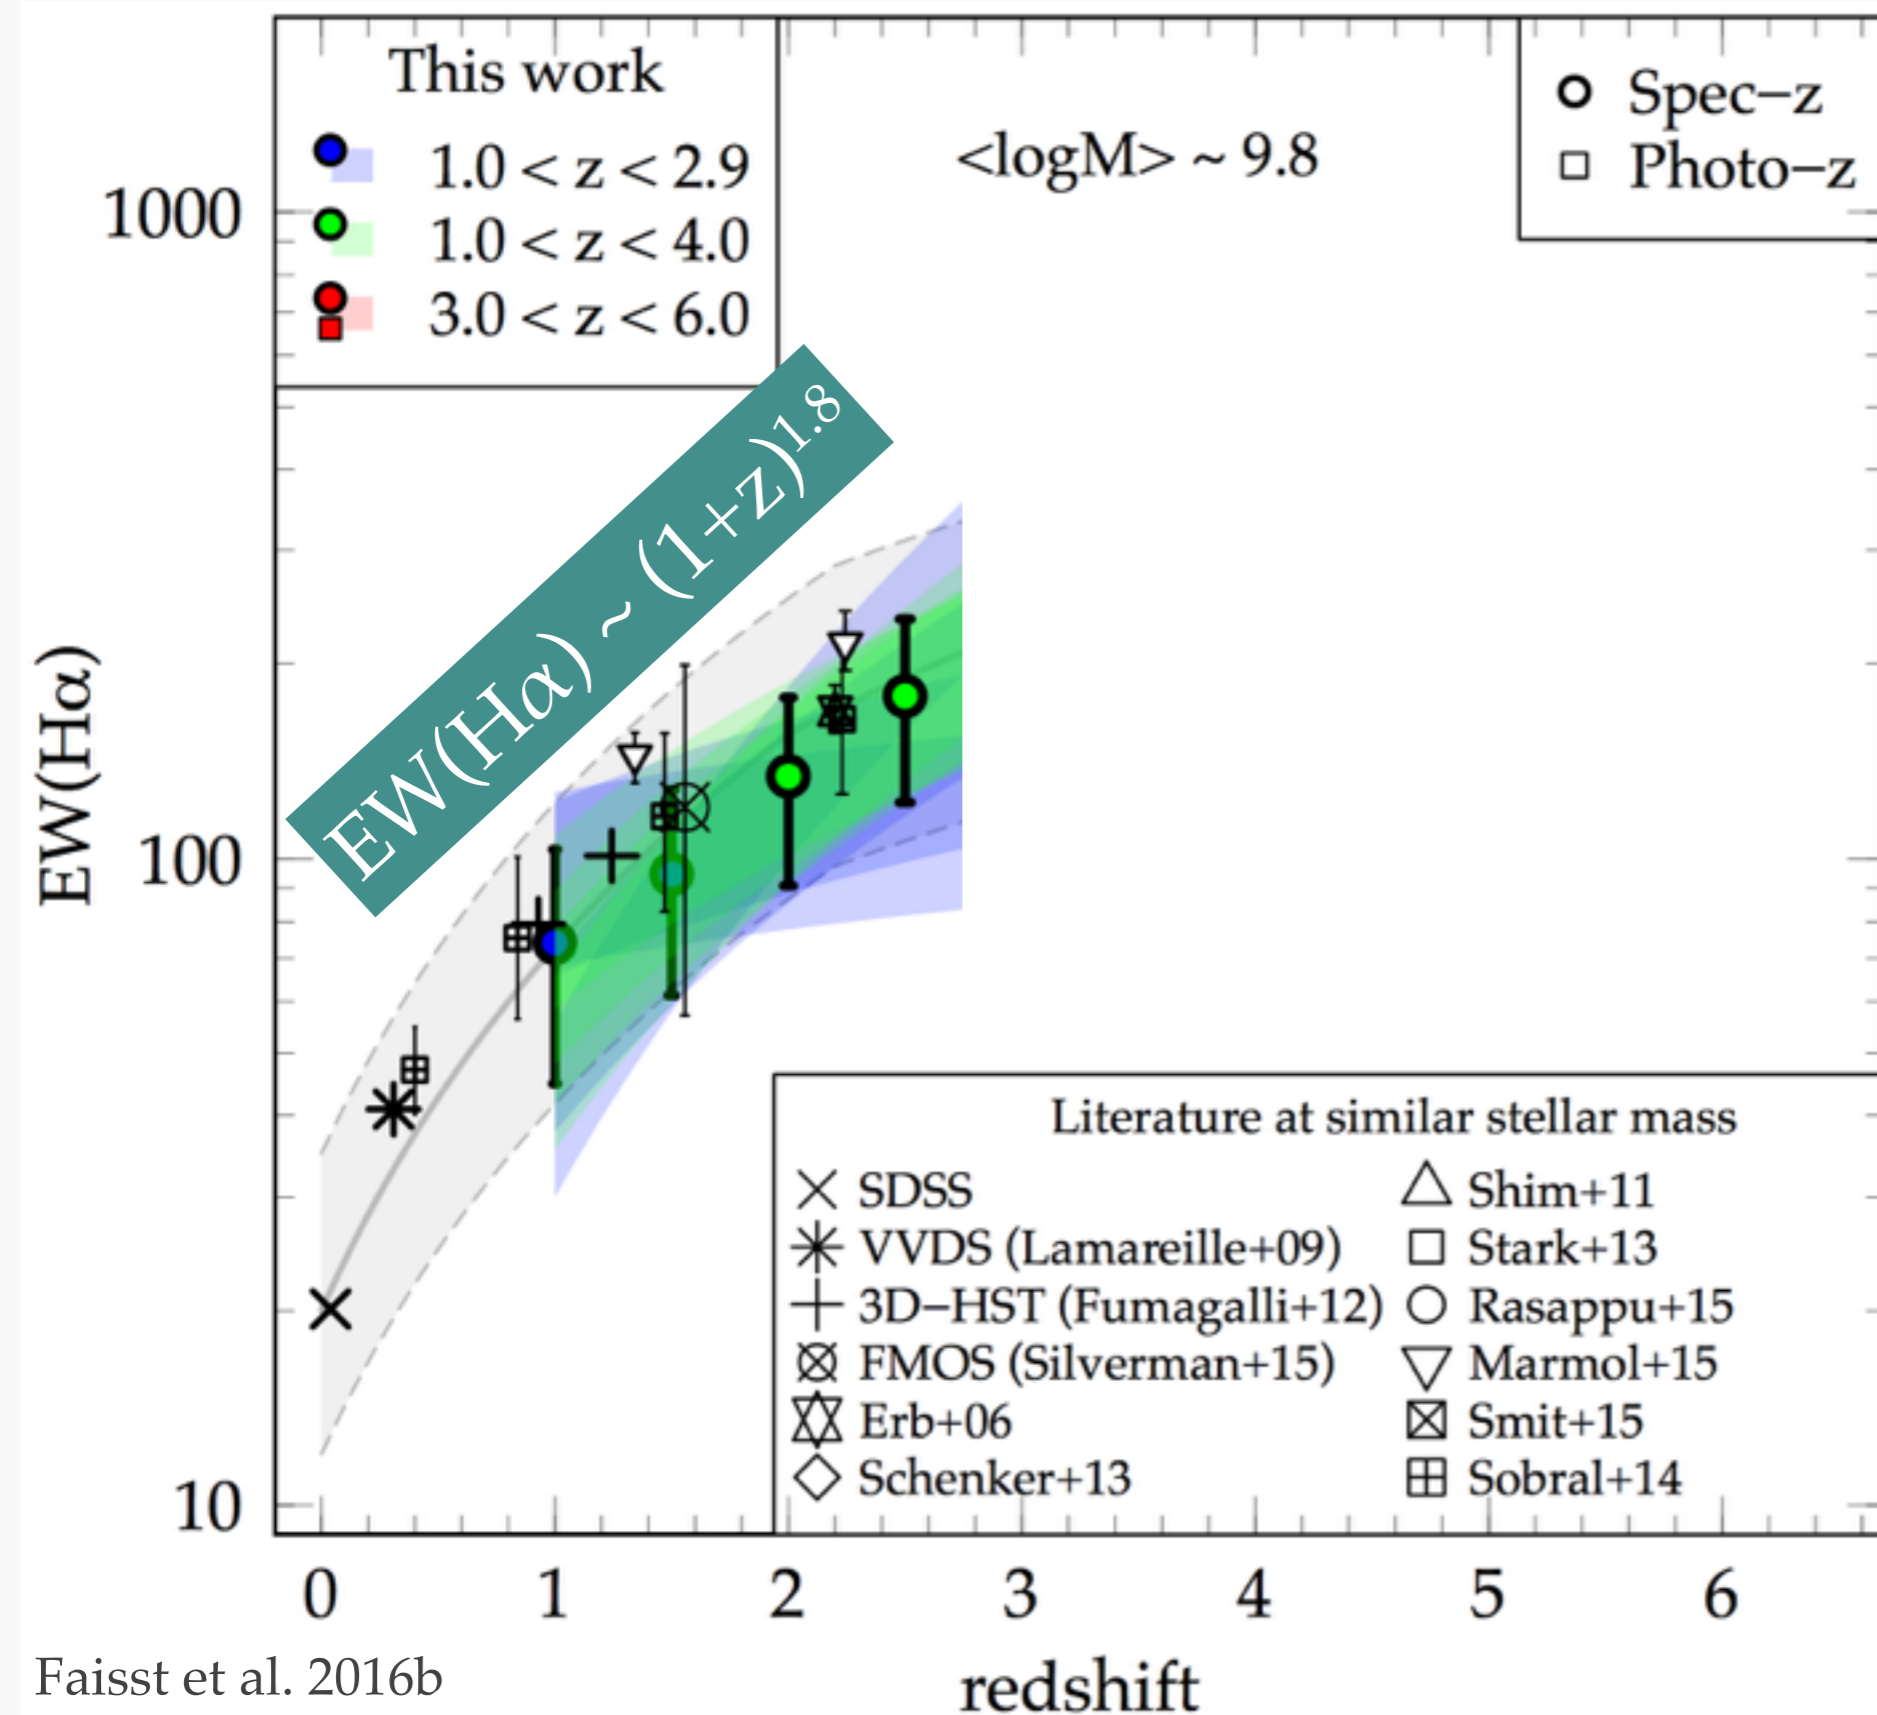 This work
1.0 < z < 2.9
1.0 < z < 4.0
3.0 < z < 6.0
<logM> ~ 9.8
Spec−z
Photo−z
EW(Hα) ~ (1+z)^1.8
1000
100
10
EW(Hα)
Literature at similar stellar mass
SDSS
VVDS (Lamareille+09)
3D−HST (Fumagalli+12)
FMOS (Silverman+15)
Erb+06
Schenker+13
Shim+11
Stark+13
Rasappu+15
Marmol+15
Smit+15
Sobral+14
0 1 2 3 4 5 6
redshift
Faisst et al. 2016b